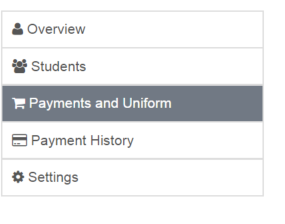 Overview
Students
Payments and Uniform
Payment History
Settings